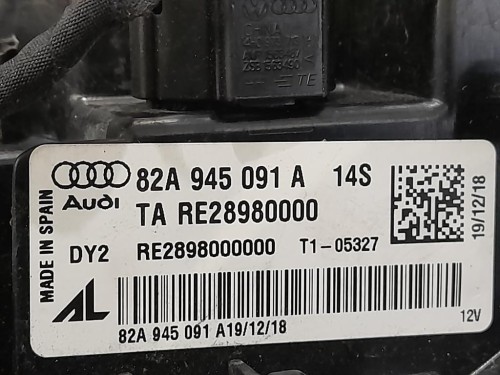 TE
82A 945 091 A 14S
Audi
TA RE28980000
DY2 RE2898000000 T1-05327
MADE IN SPAIN
19/12/18
AL
82A 945 091 A19/12/18
12V